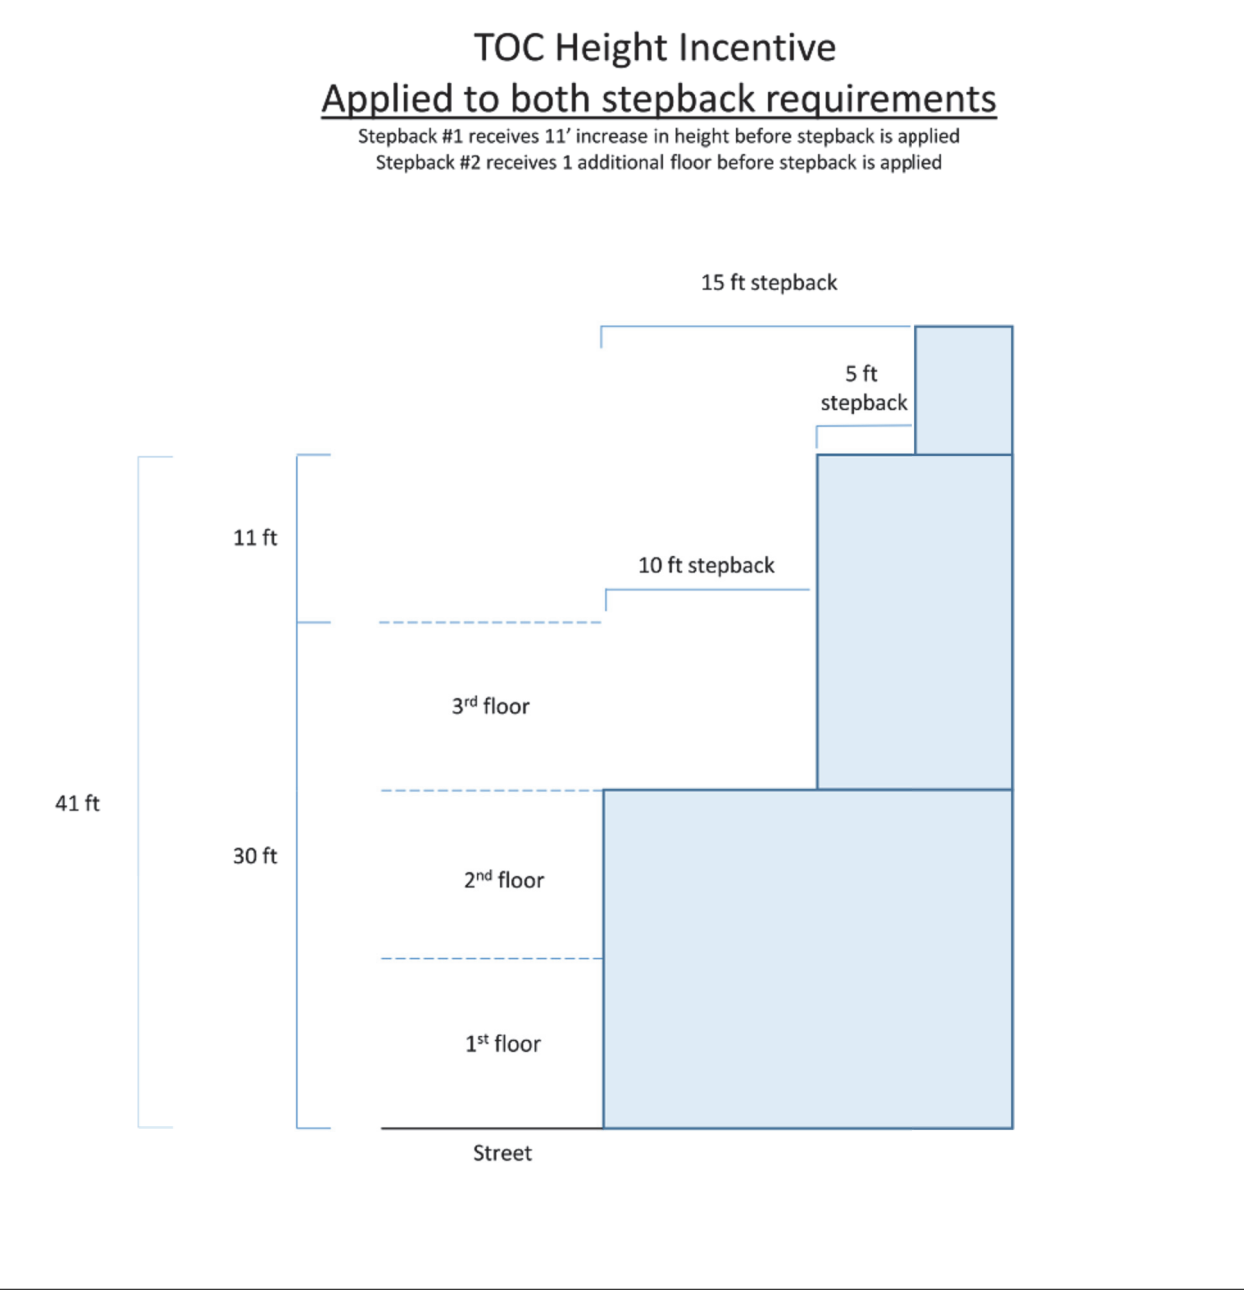 TOC Height Incentive
Applied to both stepback requirements
Stepback #1 receives 11’ increase in height before stepback is applied
Stepback #2 receives 1 additional floor before stepback is applied
15 ft stepback
5 ft
stepback
11 ft
10 ft stepback
3rd floor
41 ft
30 ft
2nd floor
1st floor
Street